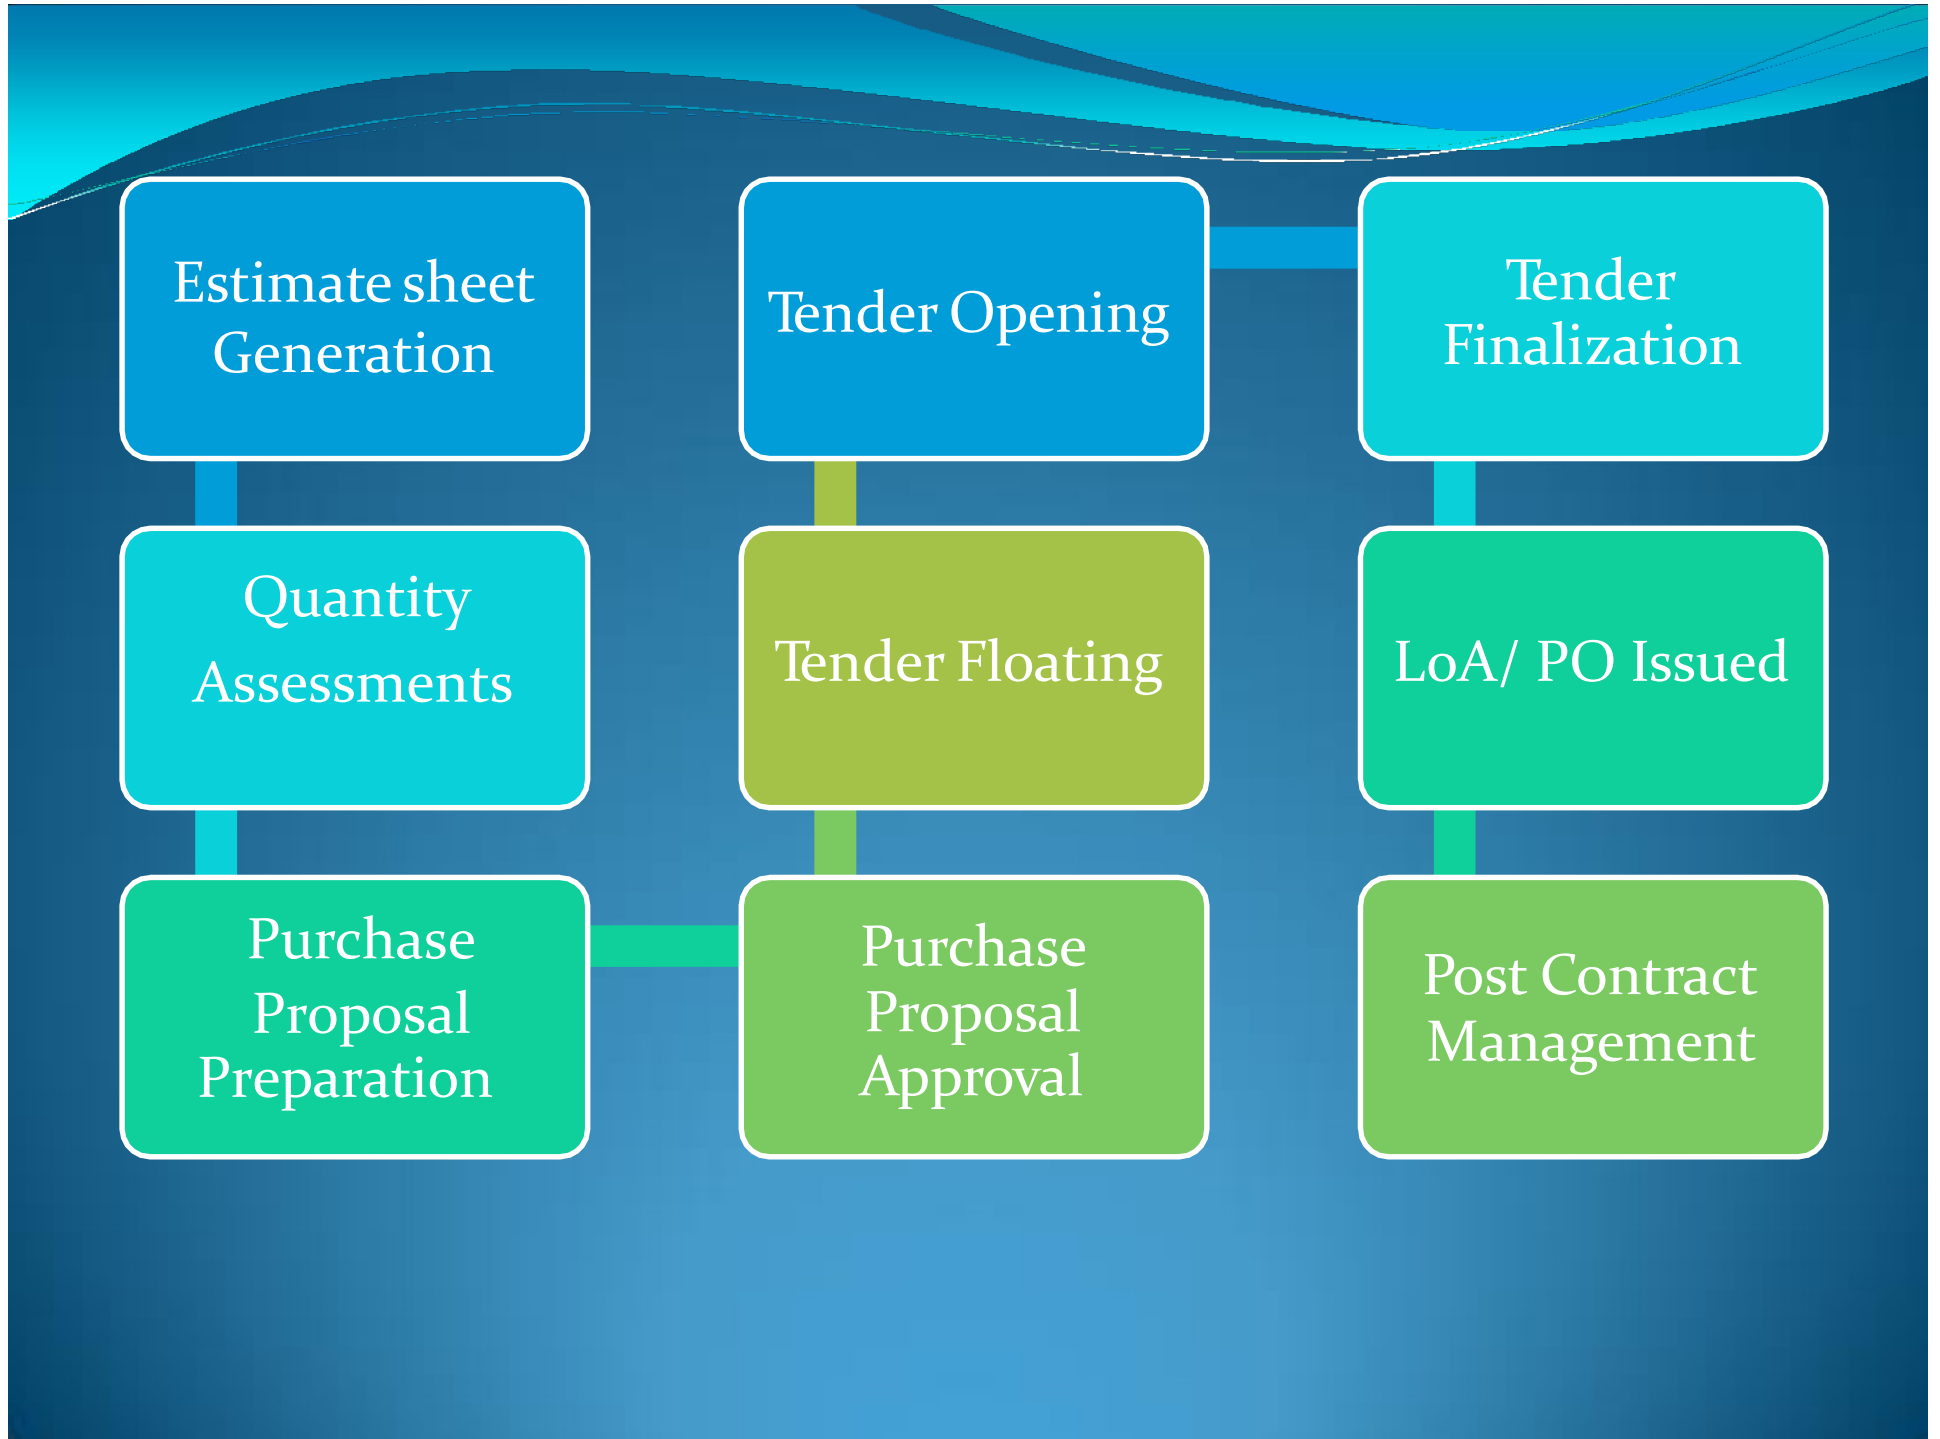 Estimate sheet
Generation
Quantity
Assessments
Purchase
Proposal
Preparation
Purchase
Proposal
Approval
Tender Floating
Tender Opening
Tender
Finalization
LoA/ PO Issued
Post Contract
Management